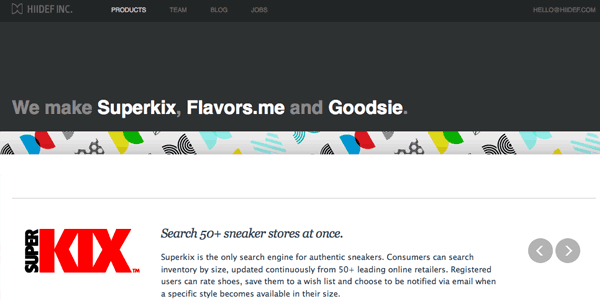 HIIDEF INC. PRODUCTS TEAM BLOG JOBS HELLO@HIIDEF.COM
We make Superkix, Flavors.me and Goodsie.
SUPER KIX™
Search 50+ sneaker stores at once.
Superkix is the only search engine for authentic sneakers. Consumers can search
inventory by size, updated continuously from 50+ leading online retailers. Registered
users can rate shoes, save them to a wish list and choose to be notified via email when
a specific style becomes available in their size.